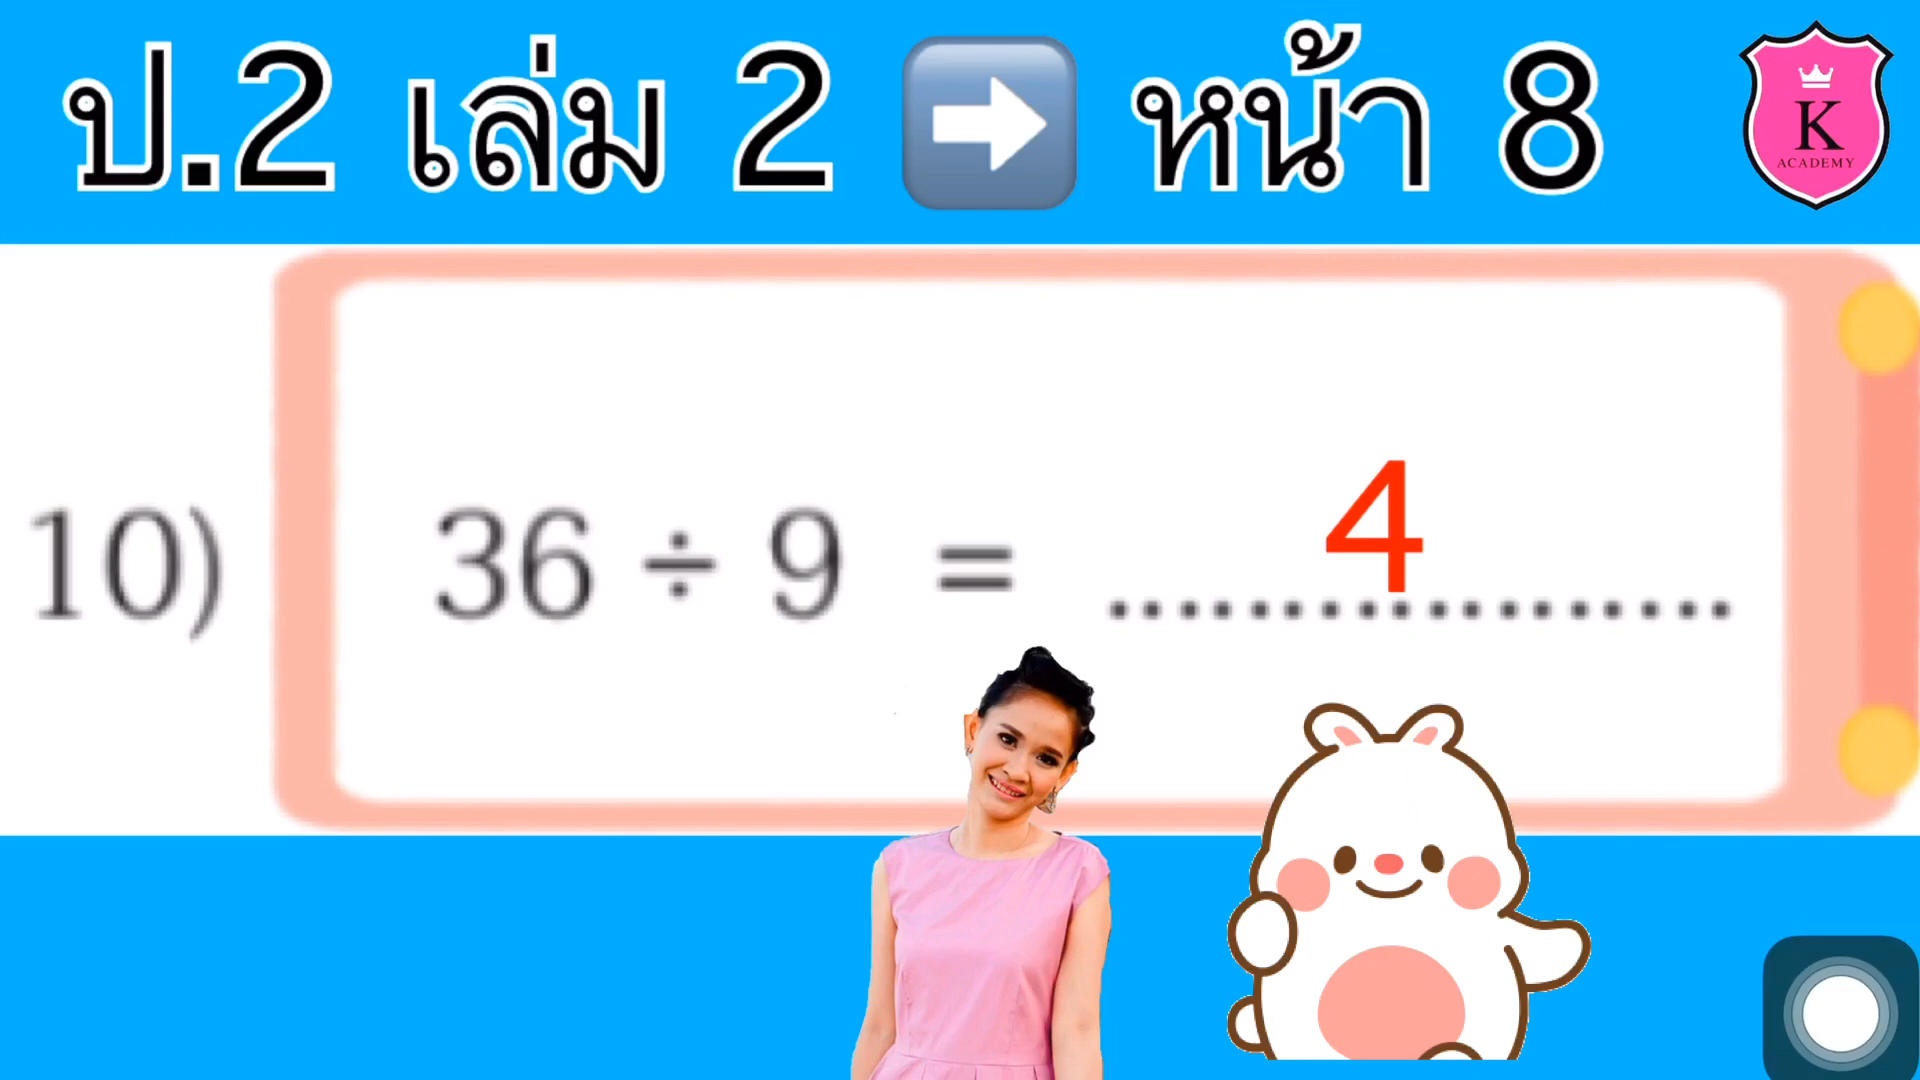 ป.2 เล่ม 2 ➡ หน้า 8
K
ACADEMY
10) 36 ÷ 9 = .................. 4